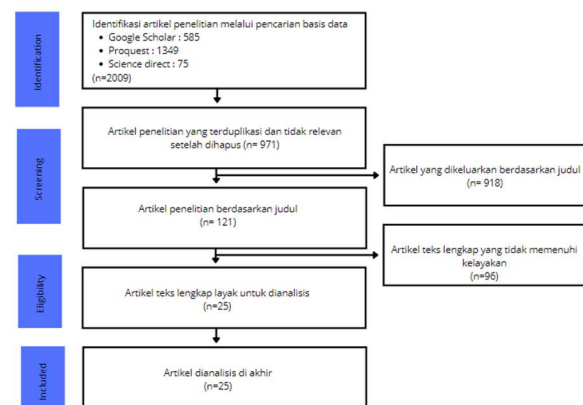 Identification
Identifikasi artikel penelitian melalui pencarian basis data
• Google Scholar : 585
• Proquest : 1349
• Science direct : 75
(n=2009)
Screening
Artikel penelitian yang terduplikasi dan tidak relevan
setelah dihapus (n= 971)
Artikel yang dikeluarkan berdasarkan judul
(n= 918)
Artikel penelitian berdasarkan judul
(n= 121)
Artikel teks lengkap yang tidak memenuhi
kelayakan
(n=96)
Eligibility
Artikel teks lengkap layak untuk dianalisis
(n=25)
Included
Artikel dianalisis di akhir
(n=25)